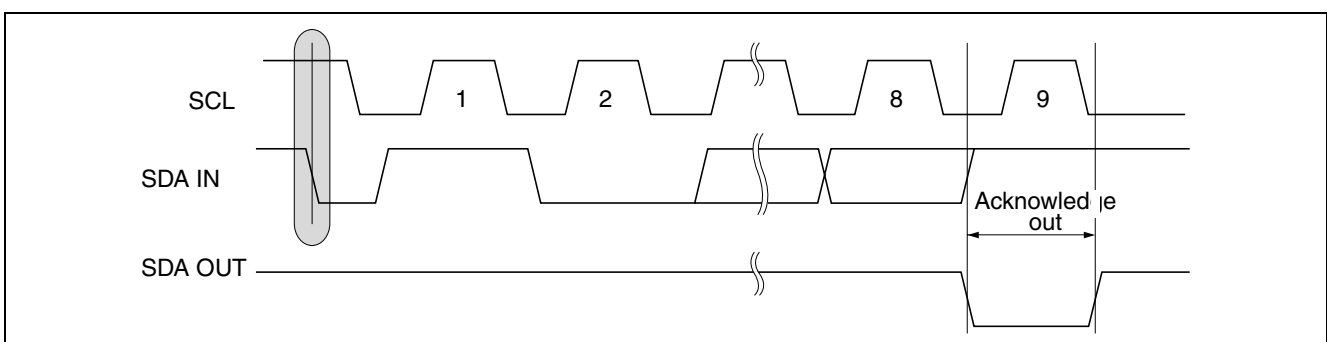 SCL
1
2
8
9
SDA IN
Acknowledge
out
SDA OUT